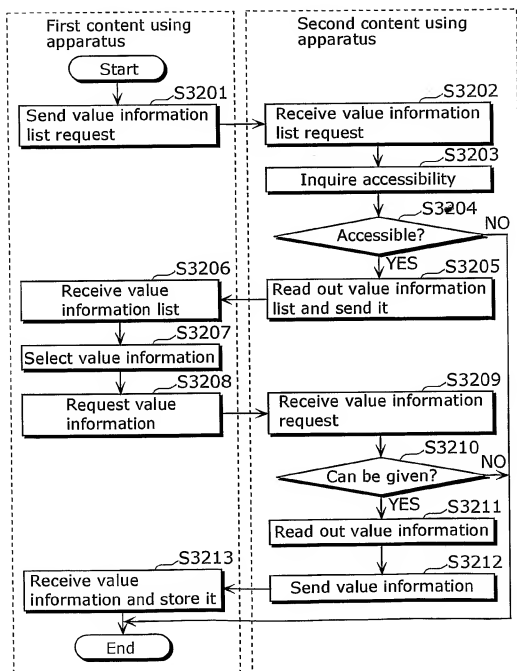 First content using
apparatus
Second content using
apparatus
Start
S3201
Send value information
list request
S3202
Receive value information
list request
S3203
Inquire accessibility
S3204
Accessible?
NO
YES
S3205
Read out value information
list and send it
S3206
Receive value
information list
S3207
Select value information
S3208
Request value
information
S3209
Receive value information
request
S3210
Can be given?
NO
YES
S3211
Read out value information
S3212
Send value information
S3213
Receive value
information and store it
End